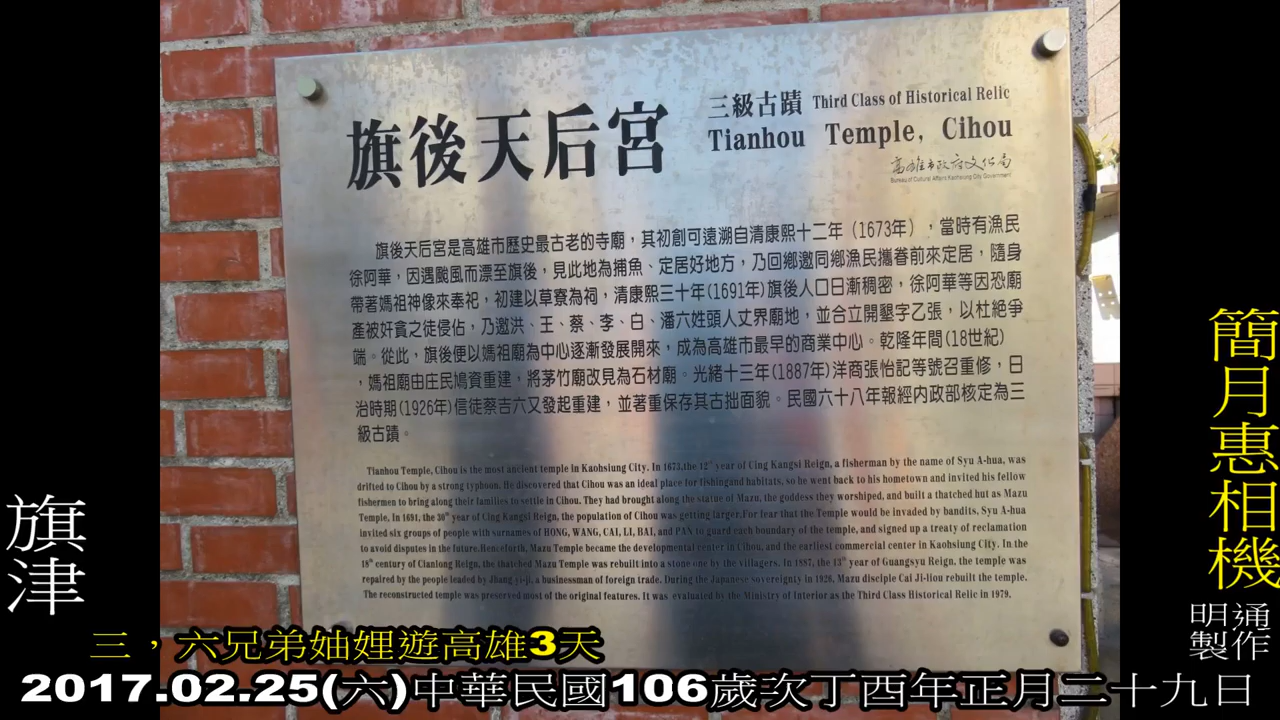 旗後天后宮
三級古蹟 Third Class of Historical Relic
Tianhou Temple, Cihou
高雄市政府文化局
Bureau of Cultural Affairs Kaohsiung City Government
旗後天后宮是高雄市歷史最古老的寺廟，其初創可遠溯自清康熙十二年（1673年），當時有漁民
徐阿華，因遇颱風而漂至旗後，見此地為捕魚、定居好地方，乃回鄉邀同鄉漁民攜眷前來定居，隨身
帶著媽祖神像來奉祀，初建以草寮為祠，清康熙三十年(1691年)旗後人口日漸稠密，徐阿華等因恐廟
產被奸貪之徒侵佔，乃邀洪、王、蔡、李、白、潘六姓頭人丈界廟地，並合立開墾字乙張，以杜絕爭
端。從此，旗後便以媽祖廟為中心逐漸發展開來，成為高雄市最早的商業中心。乾隆年間(18世紀)
，媽祖廟由庄民鳩資重建，將茅竹廟改見為石材廟。光緒十三年(1887年)洋商張怡記等號召重修，日
治時期(1926年)信徒蔡吉六又發起重建，並著重保存其古拙面貌。民國六十八年報經內政部核定為三
級古蹟。
Tianhou Temple, Cihou is the most ancient temple in Kaohsiung City. In 1673,the 12th year of Cing Kangsi Reign, a fisherman by the name of Syu A-hua, was
drifted to Cihou by a strong typhoon. He discovered that Cihou was an ideal place for fishingand habitats, so he went back to his hometown and invited his fellow
fishermen to bring along their families to settle in Cihou. They had brought along the statue of Mazu, the goddess they worshiped, and built a thatched hut as Mazu
Temple, In 1691, the 30th year of Cing Kangsi Reign, the population of Cihou was getting larger.For fear that the Temple would be invaded by bandits, Syu A-hua
invited six groups of people with surnames of HONG, WANG, CAI, LI, BAI, and PAN to guard each boundary of the temple, and signed up a treaty of reclamation
to avoid disputes in the future.Henceforth, Mazu Temple became the developmental center in Cihou, and the earliest commercial center in Kaohsiung City. In the
18th century of Cianlong Reign, the thatched Mazu Temple was rebuilt into a stone one by the villagers. In 1887, the 13th year of Guangsyu Reign, the temple was
repaired by the people leaded by Jhang yi-ji, a businessman of foreign trade. During the Japanese sovereignty in 1926, Mazu disciple Cai Ji-liou rebuilt the temple.
The reconstructed temple was preserved most of the original features. It was evaluated by the Ministry of Interior as the Third Class Historical Relic in 1979.
旗津
簡月惠相機
明通
製作
三，六兄弟妯娌遊高雄3天
2017.02.25(六)中華民國106歲次丁酉年正月二十九日